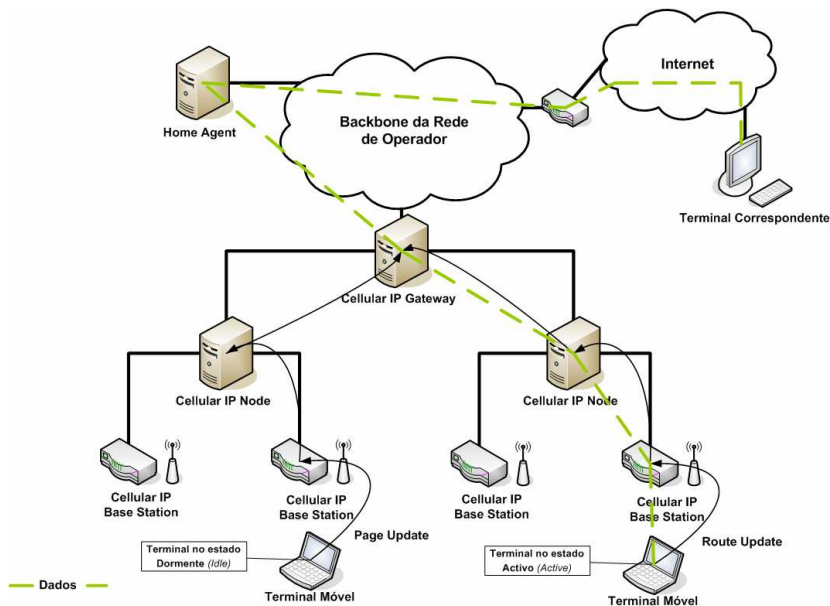 Internet
Backbone da Rede
de Operador
Home Agent
Terminal Correspondente
Cellular IP Gateway
Cellular IP Node
Cellular IP Node
Cellular IP
Base Station
Cellular IP
Base Station
Cellular IP
Base Station
Cellular IP
Base Station
Page Update
Route Update
Terminal no estado
Dormente (Idle)
Terminal no estado
Activo (Active)
Dados
Terminal Móvel
Terminal Móvel